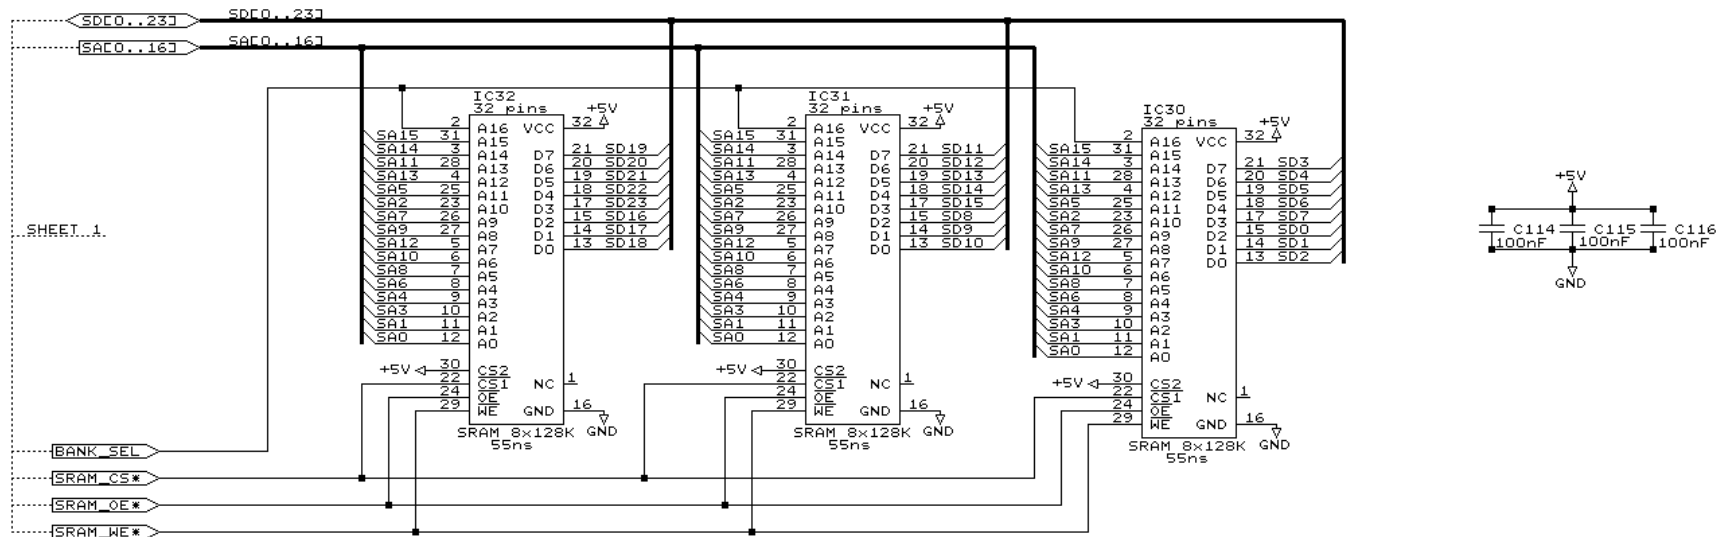 SD[0..23] SD[0..23]
SA[0..16] SA[0..16]
SHEET 1
IC32
32 pins
+5V
2 A16 VCC 32
SA15 31 A15
SA14 3 A14 D7 21 SD19
SA11 28 A13 D6 20 SD20
SA13 4 A12 D5 19 SD21
SA5 25 A11 D4 18 SD22
SA2 23 A10 D3 17 SD23
SA7 26 A9 D2 15 SD16
SA9 27 A8 D1 14 SD17
SA12 5 A7 D0 13 SD18
SA10 6 A6
SA8 7 A5
SA6 8 A4
SA4 9 A3
SA3 10 A2
SA1 11 A1
SA0 12 A0
+5V 30 CS2
22 CS1 NC 1
24 OE
29 WE GND 16
SRAM 8x128K GND
55ns
IC31
32 pins
+5V
2 A16 VCC 32
SA15 31 A15
SA14 3 A14 D7 21 SD11
SA11 28 A13 D6 20 SD12
SA13 4 A12 D5 19 SD13
SA5 25 A11 D4 18 SD14
SA2 23 A10 D3 17 SD15
SA7 26 A9 D2 15 SD8
SA9 27 A8 D1 14 SD9
SA12 5 A7 D0 13 SD10
SA10 6 A6
SA8 7 A5
SA6 8 A4
SA4 9 A3
SA3 10 A2
SA1 11 A1
SA0 12 A0
+5V 30 CS2
22 CS1 NC 1
24 OE
29 WE GND 16
SRAM 8x128K GND
55ns
IC30
32 pins
+5V
2 A16 VCC 32
SA15 31 A15
SA14 3 A14 D7 21 SD3
SA11 28 A13 D6 20 SD4
SA13 4 A12 D5 19 SD5
SA5 25 A11 D4 18 SD6
SA2 23 A10 D3 17 SD7
SA7 26 A9 D2 15 SD0
SA9 27 A8 D1 14 SD1
SA12 5 A7 D0 13 SD2
SA10 6 A6
SA8 7 A5
SA6 8 A4
SA4 9 A3
SA3 10 A2
SA1 11 A1
SA0 12 A0
+5V 30 CS2
22 CS1 NC 1
24 OE
29 WE GND 16
SRAM 8x128K GND
55ns
+5V
C114 C115 C116
100nF 100nF 100nF
GND
BANK_SEL
SRAM_CS*
SRAM_OE*
SRAM_WE*